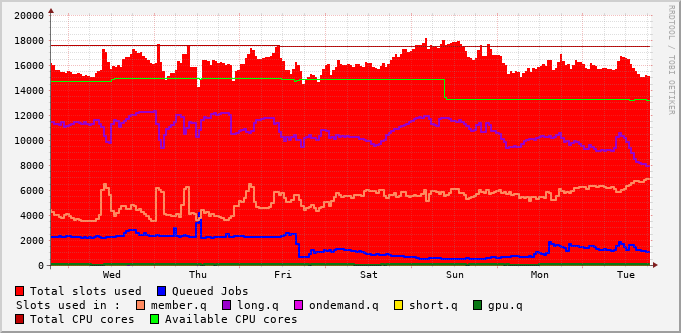 20000
18000
16000
14000
12000
10000
8000
6000
4000
2000
0
Wed Thu Fri Sat Sun Mon Tue
RRDTOOL / TOBI OETIKER
Total slots used Queued Jobs
Slots used in : member.q long.q ondemand.q short.q gpu.q
Total CPU cores Available CPU cores